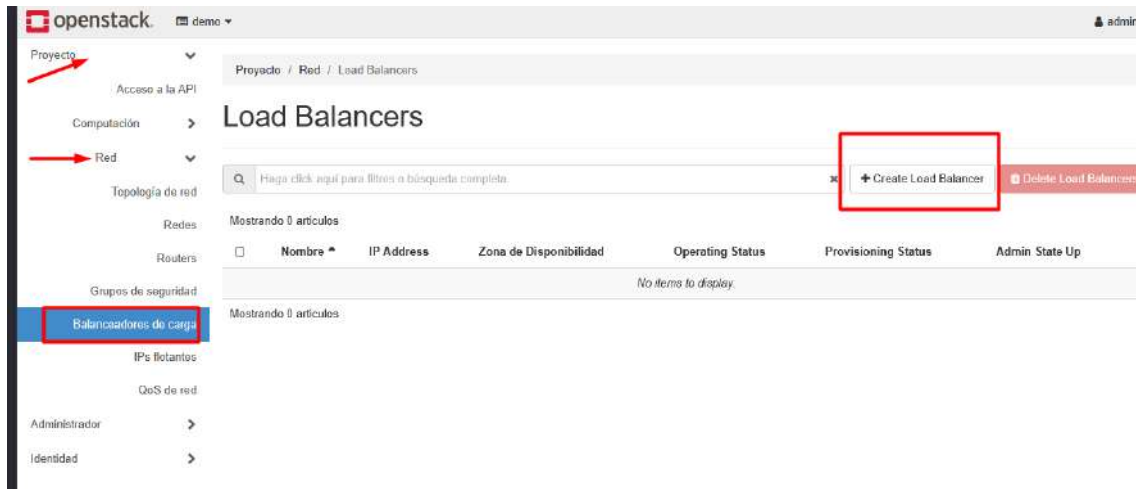 openstack. demo
admin
Proyecto
Acceso a la API
Computación
Red
Topología de red
Redes
Routers
Grupos de seguridad
Balanceadores de carga
IPs flotantes
QoS de red
Administrador
Identidad
Proyecto / Red / Load Balancers
Load Balancers
Haga click aquí para filtros o búsqueda completa.
+ Create Load Balancer
Delete Load Balancers
Mostrando 0 artículos
Nombre IP Address Zona de Disponibilidad Operating Status Provisioning Status Admin State Up
No items to display.
Mostrando 0 artículos